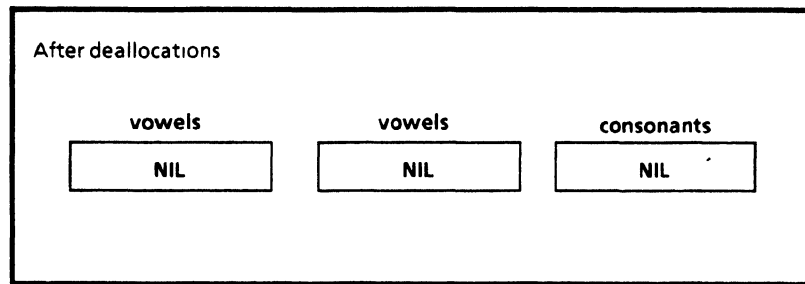 After deallocations
vowels vowels consonants
NIL NIL NIL